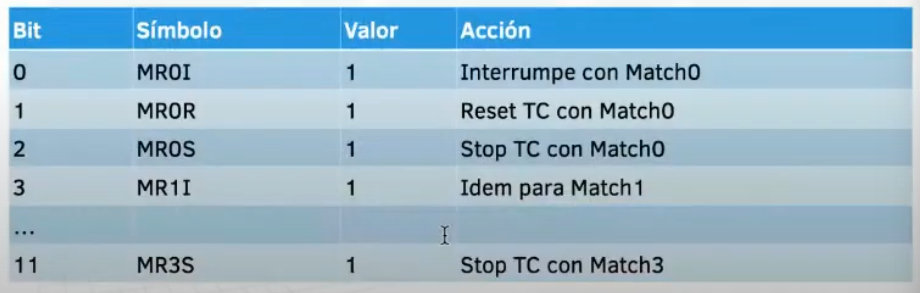 Bit Símbolo Valor Acción
0 MR0I 1 Interrumpe con Match0
1 MR0R 1 Reset TC con Match0
2 MR0S 1 Stop TC con Match0
3 MR1I 1 Idem para Match1
...
11 MR3S 1 Stop TC con Match3